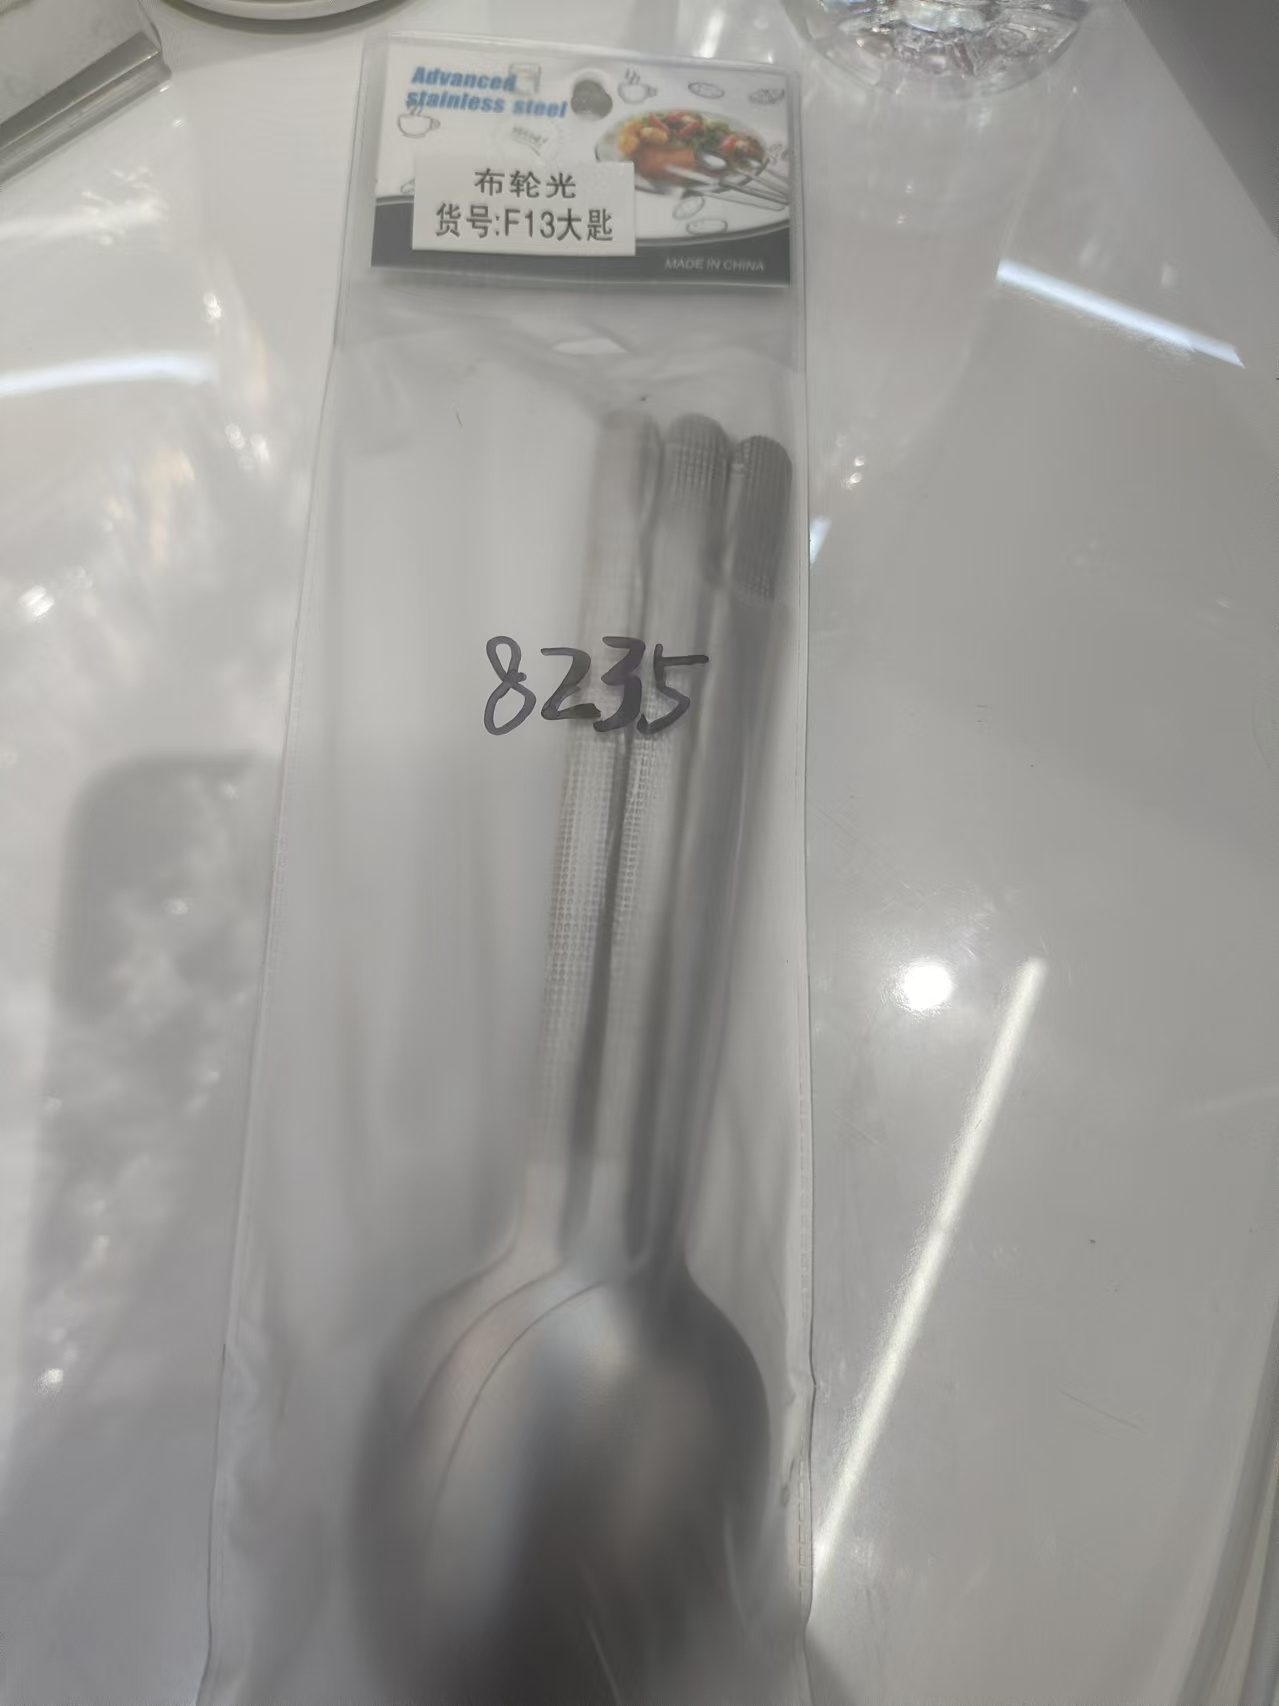 Advanced
stainless steel
布轮光
货号:F13大匙
MADE IN CHINA
8235